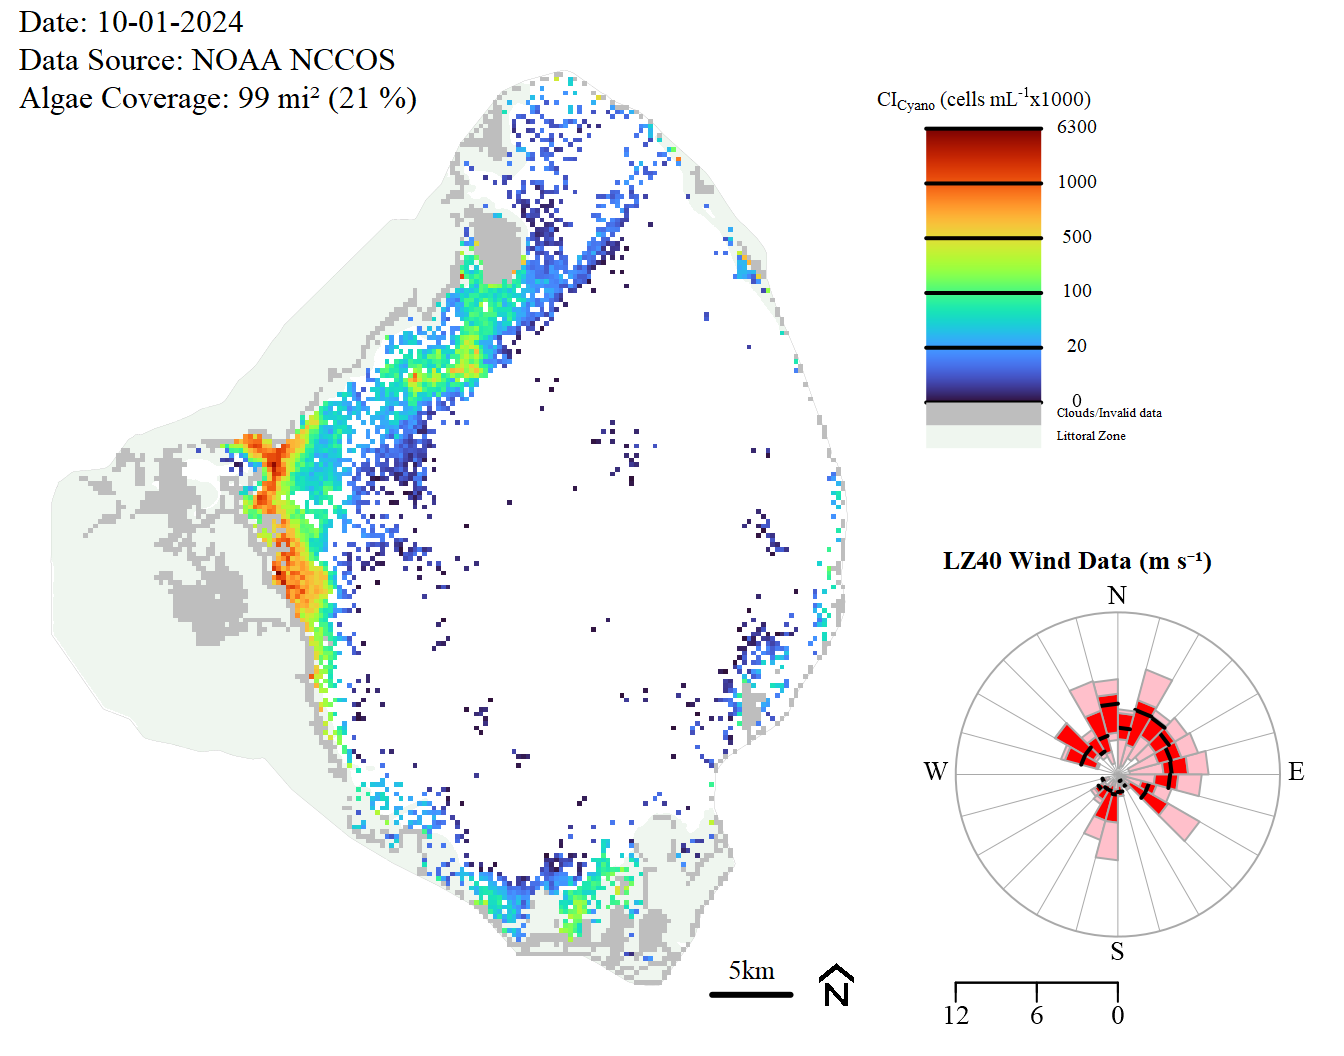 Date: 10-01-2024
Data Source: NOAA NCCOS
Algae Coverage: 99 mi² (21 %)
CICyano (cells mL-1x1000)
6300
1000
500
100
20
0
Clouds/Invalid data
Littoral Zone
LZ40 Wind Data (m s⁻¹)
N
W
E
S
5km
N
12 6 0